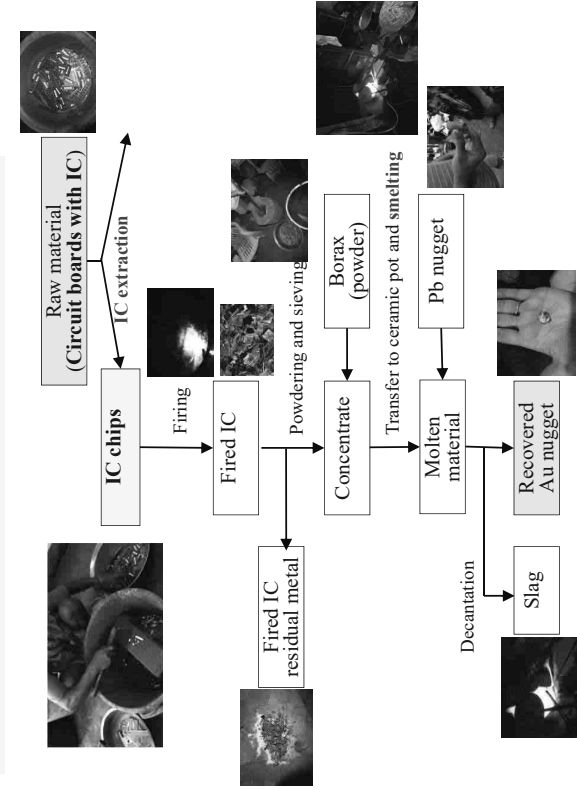 Raw material
(Circuit boards with IC)
IC extraction
IC chips
Firing
Fired IC
Powdering and sieving
Fired IC
residual metal
Borax
(powder)
Concentrate
Transfer to ceramic pot and smelting
Pb nugget
Molten
material
Decantation
Recovered
Au nugget
Slag